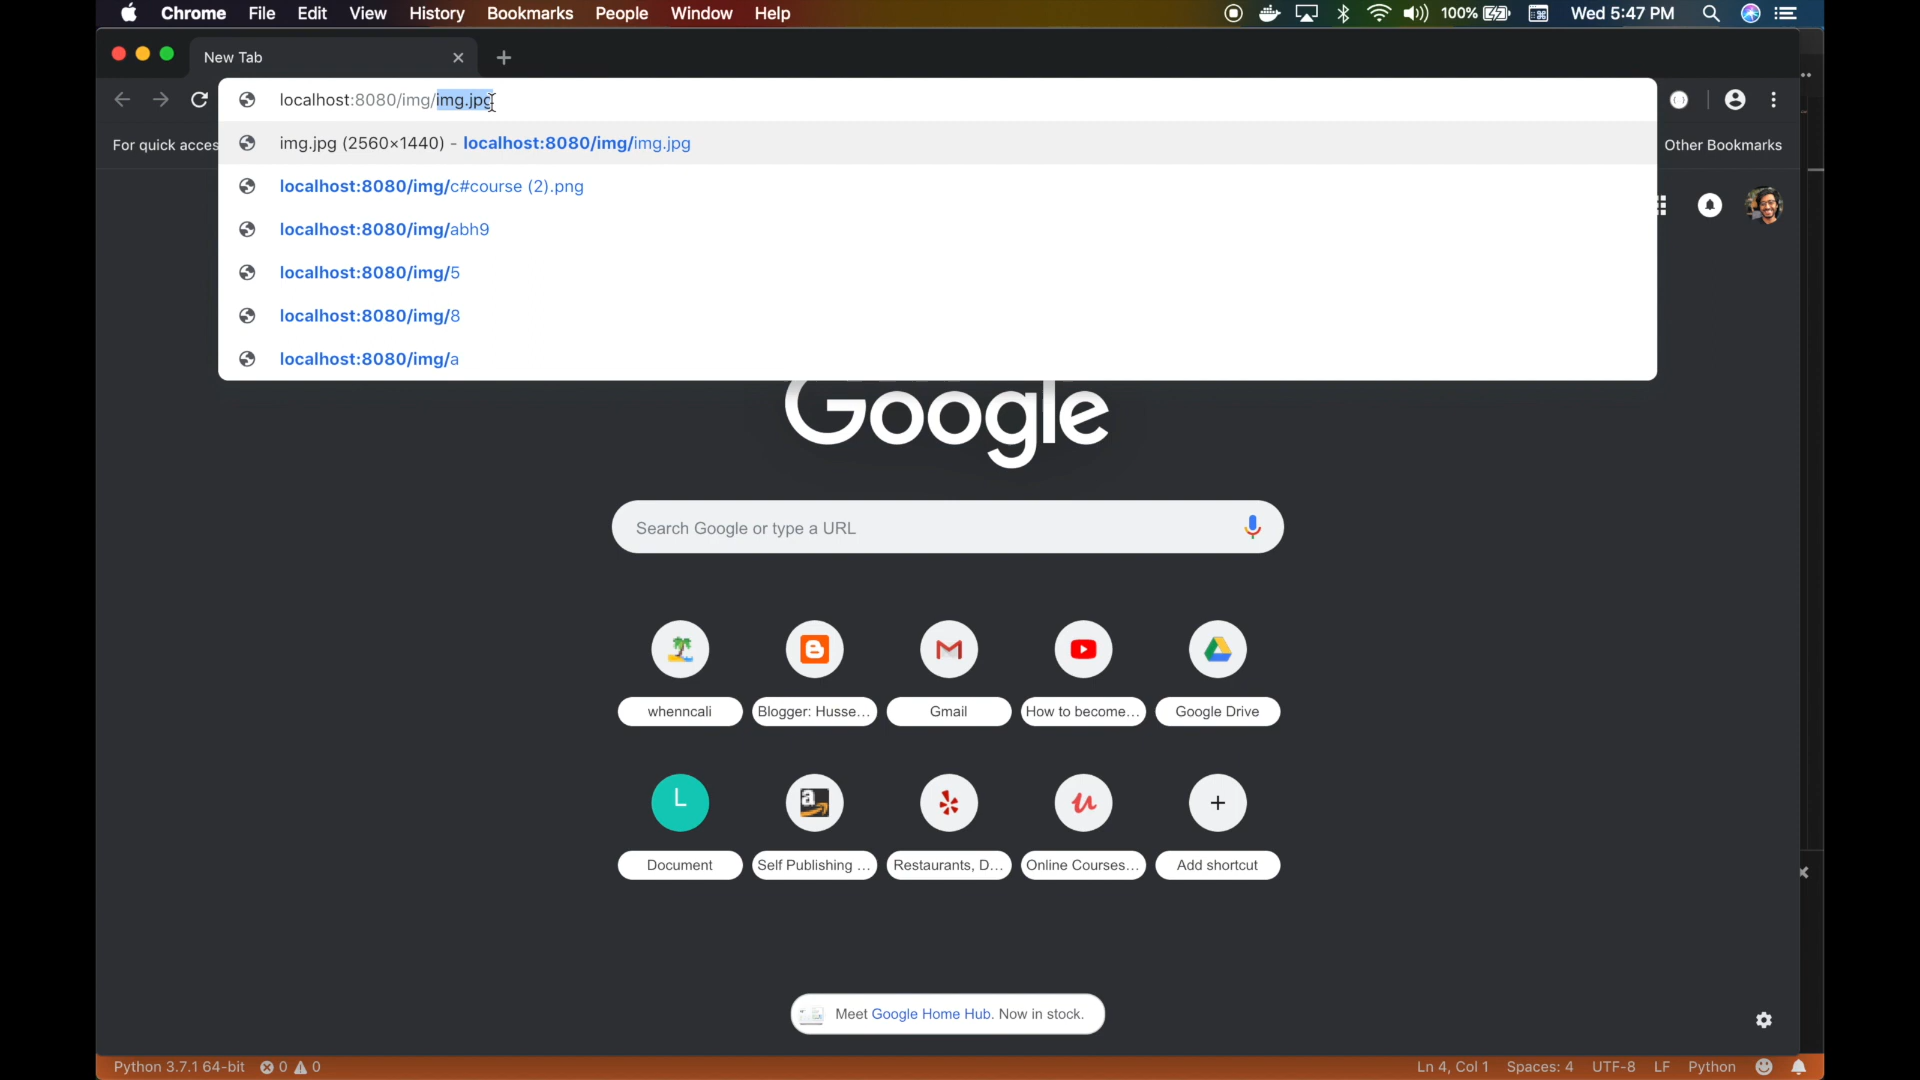 Chrome File Edit View History Bookmarks People Window Help 100% Wed 5:47 PM
New Tab
localhost:8080/img/img.jpg
For quick acces
Other Bookmarks
img.jpg (2560×1440) - localhost:8080/img/img.jpg
localhost:8080/img/c#course (2).png
localhost:8080/img/abh9
localhost:8080/img/5
localhost:8080/img/8
localhost:8080/img/a
Google
Search Google or type a URL
whenncali Blogger: Husse... Gmail How to become... Google Drive
L
Document Self Publishing ... Restaurants, D... Online Courses... Add shortcut
Meet Google Home Hub. Now in stock.
Python 3.7.1 64-bit 0 0 Ln 4, Col 1 Spaces: 4 UTF-8 LF Python